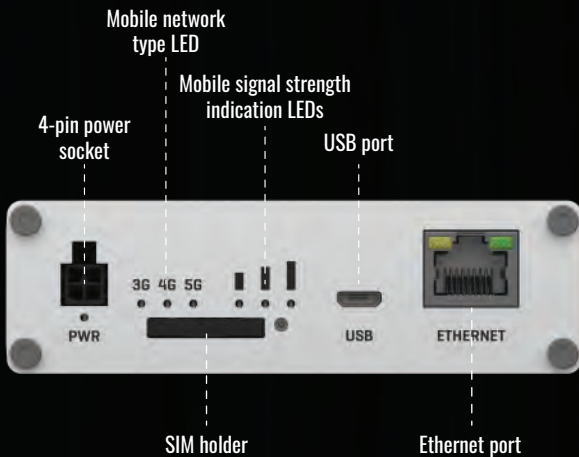 Mobile network
type LED
Mobile signal strength
indication LEDs
4-pin power
socket
USB port
3G 4G 5G
PWR
USB
ETHERNET
SIM holder
Ethernet port